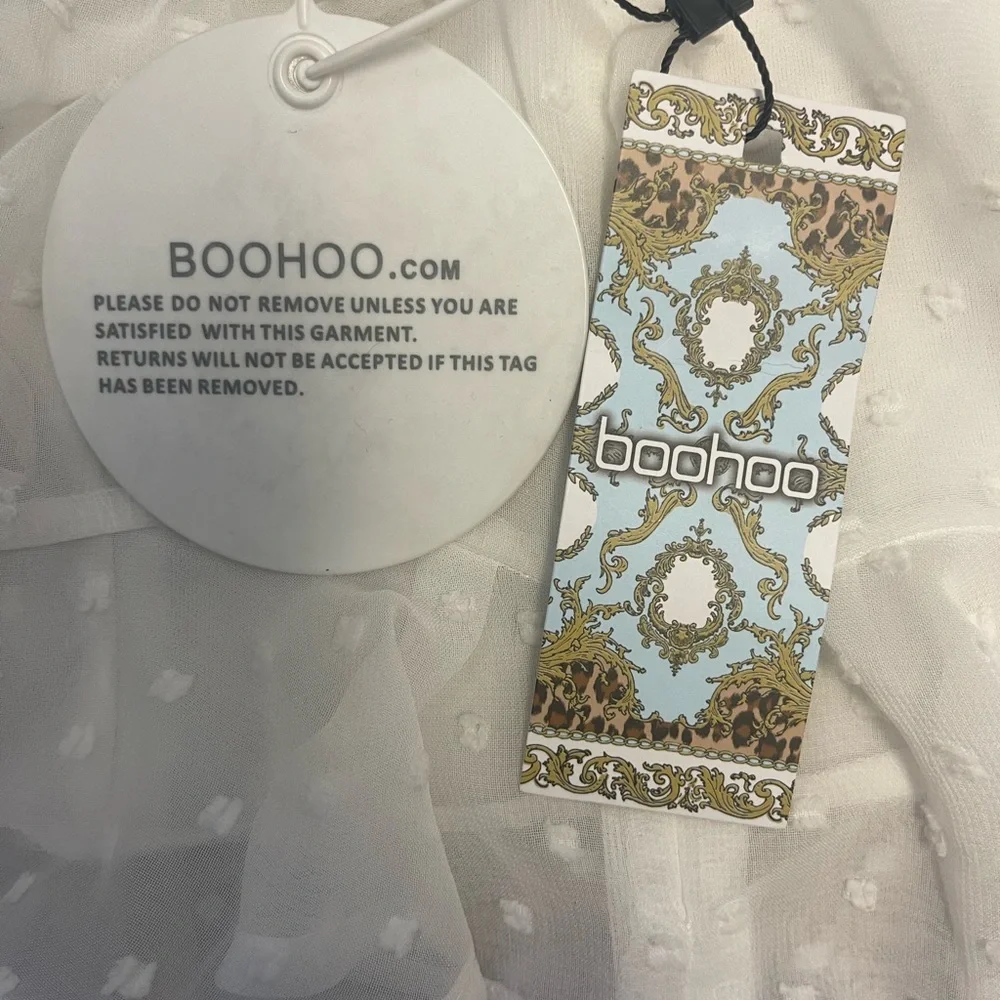 BOOHOO.COM
PLEASE DO NOT REMOVE UNLESS YOU ARE
SATISFIED WITH THIS GARMENT.
RETURNS WILL NOT BE ACCEPTED IF THIS TAG
HAS BEEN REMOVED.
boohoo